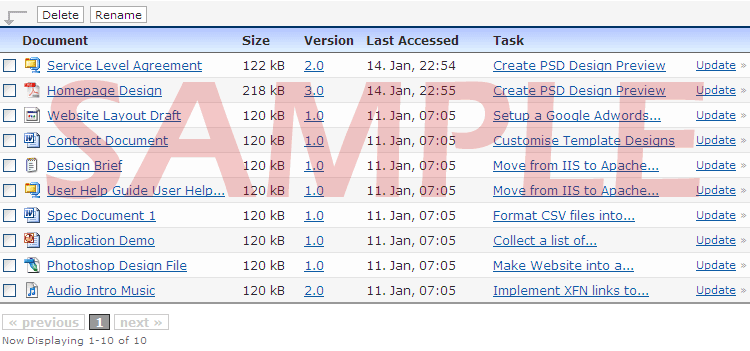 Delete Rename
Document Size Version Last Accessed Task
Service Level Agreement 122 kB 2.0 14. Jan, 22:54 Create PSD Design Preview Update »
Homepage Design 218 kB 3.0 14. Jan, 22:55 Create PSD Design Preview Update »
Website Layout Draft 120 kB 1.0 11. Jan, 07:05 Setup a Google Adwords... Update »
Contract Document 120 kB 1.0 11. Jan, 07:05 Customise Template Designs Update »
Design Brief 120 kB 1.0 11. Jan, 07:05 Move from IIS to Apache... Update »
User Help Guide User Help... 120 kB 1.0 11. Jan, 07:05 Move from IIS to Apache... Update »
Spec Document 1 120 kB 1.0 11. Jan, 07:05 Format CSV files into... Update »
Application Demo 120 kB 1.0 11. Jan, 07:05 Collect a list of... Update »
Photoshop Design File 120 kB 1.0 11. Jan, 07:05 Make Website into a... Update »
Audio Intro Music 120 kB 2.0 11. Jan, 07:05 Implement XFN links to... Update »
SAMPLE
« previous 1 next »
Now Displaying 1-10 of 10